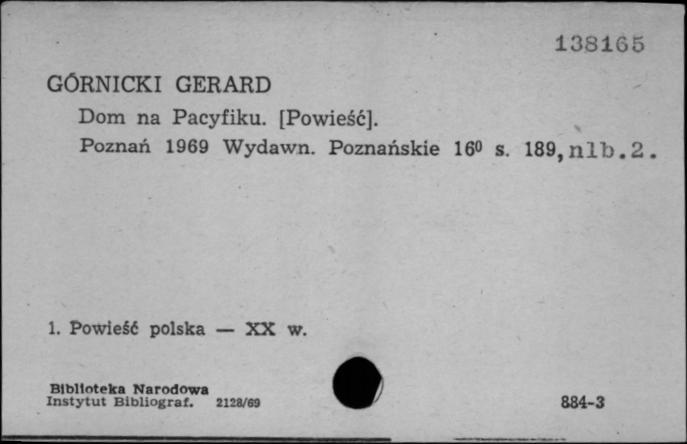 138165
GÓRNICKI GERARD
Dom na Pacyfiku. [Powieść].
Poznań 1969 Wydawn. Poznańskie 16⁰ s. 189, nlb.2.
1. Powieść polska — XX w.
Biblioteka Narodowa
Instytut Bibliograf. 2128/69
884-3